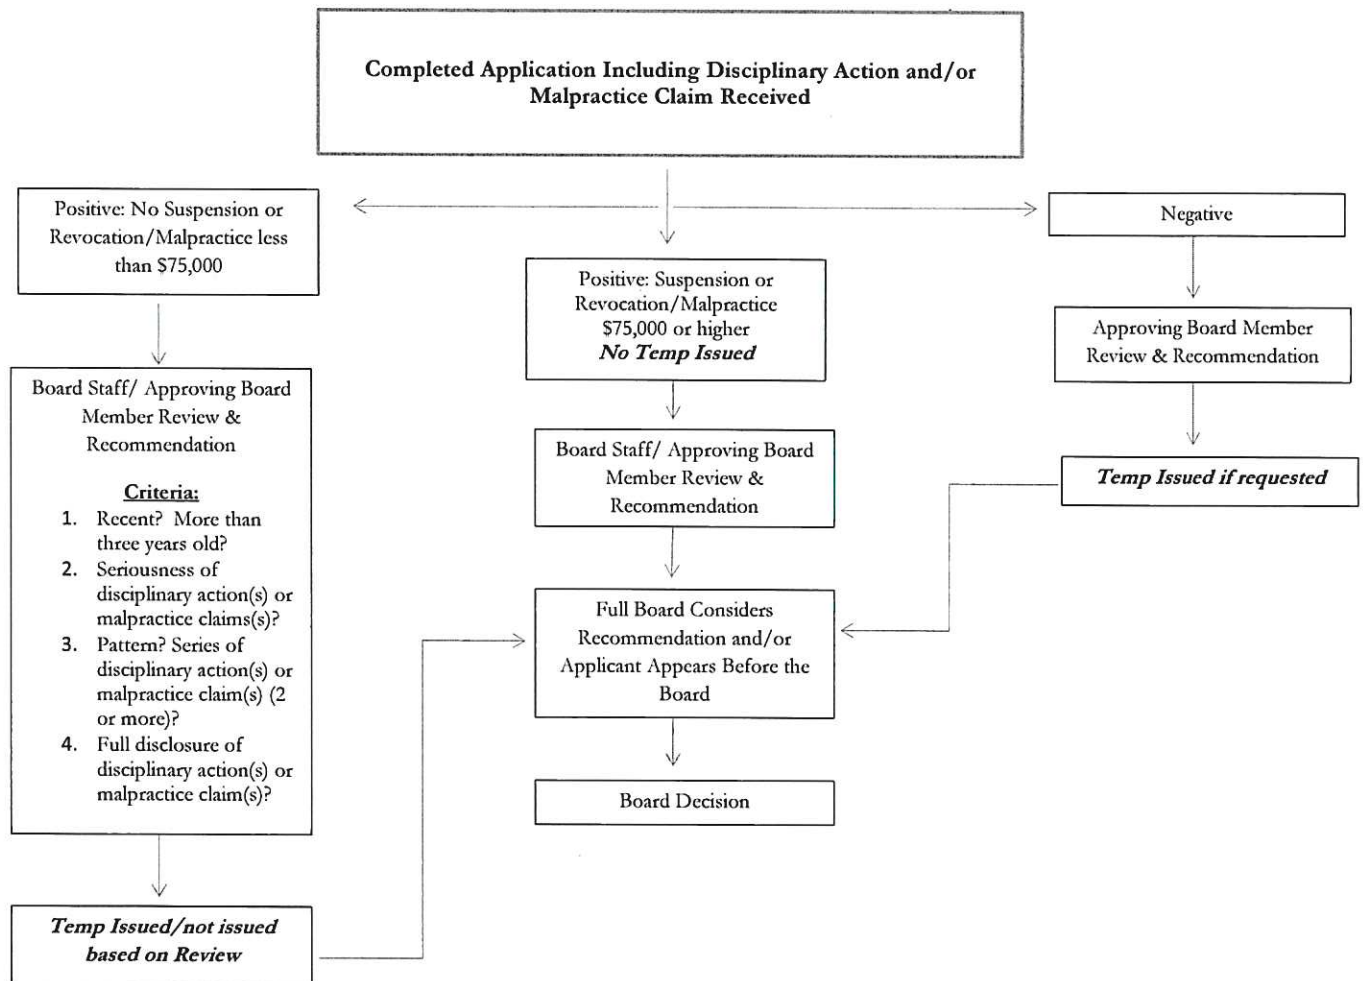 Completed Application Including Disciplinary Action and/or
Malpractice Claim Received
Positive: No Suspension or
Revocation/Malpractice less
than $75,000
Board Staff/ Approving Board
Member Review &
Recommendation
Criteria:
1. Recent? More than
three years old?
2. Seriousness of
disciplinary action(s) or
malpractice claims(s)?
3. Pattern? Series of
disciplinary action(s) or
malpractice claim(s) (2
or more)?
4. Full disclosure of
disciplinary action(s) or
malpractice claim(s)?
Temp Issued/not issued
based on Review
Positive: Suspension or
Revocation/Malpractice
$75,000 or higher
No Temp Issued
Board Staff/ Approving Board
Member Review &
Recommendation
Full Board Considers
Recommendation and/or
Applicant Appears Before the
Board
Board Decision
Negative
Approving Board Member
Review & Recommendation
Temp Issued if requested